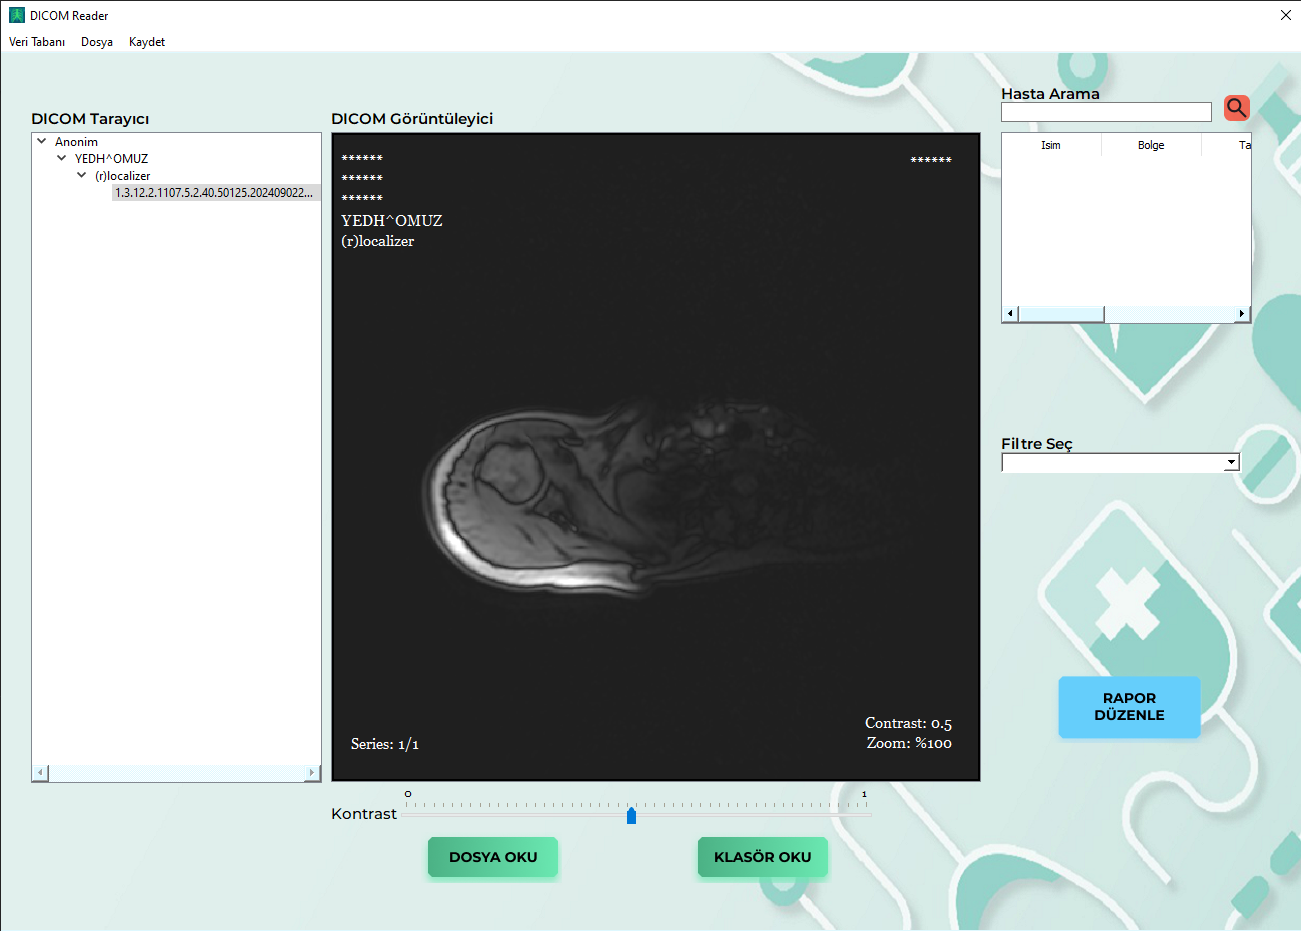 DICOM Reader
Veri Tabanı Dosya Kaydet
DICOM Tarayıcı
Anonim
YEDH^OMUZ
(r)localizer
1.3.12.2.1107.5.2.40.50125.202409022...
DICOM Görüntüleyici
******
******
******
YEDH^OMUZ
(r)localizer
******
Series: 1/1
Contrast: 0.5
Zoom: %100
0 1
Kontrast
DOSYA OKU
KLASÖR OKU
Hasta Arama
Isim Bolge Ta
Filtre Seç
RAPOR
DÜZENLE